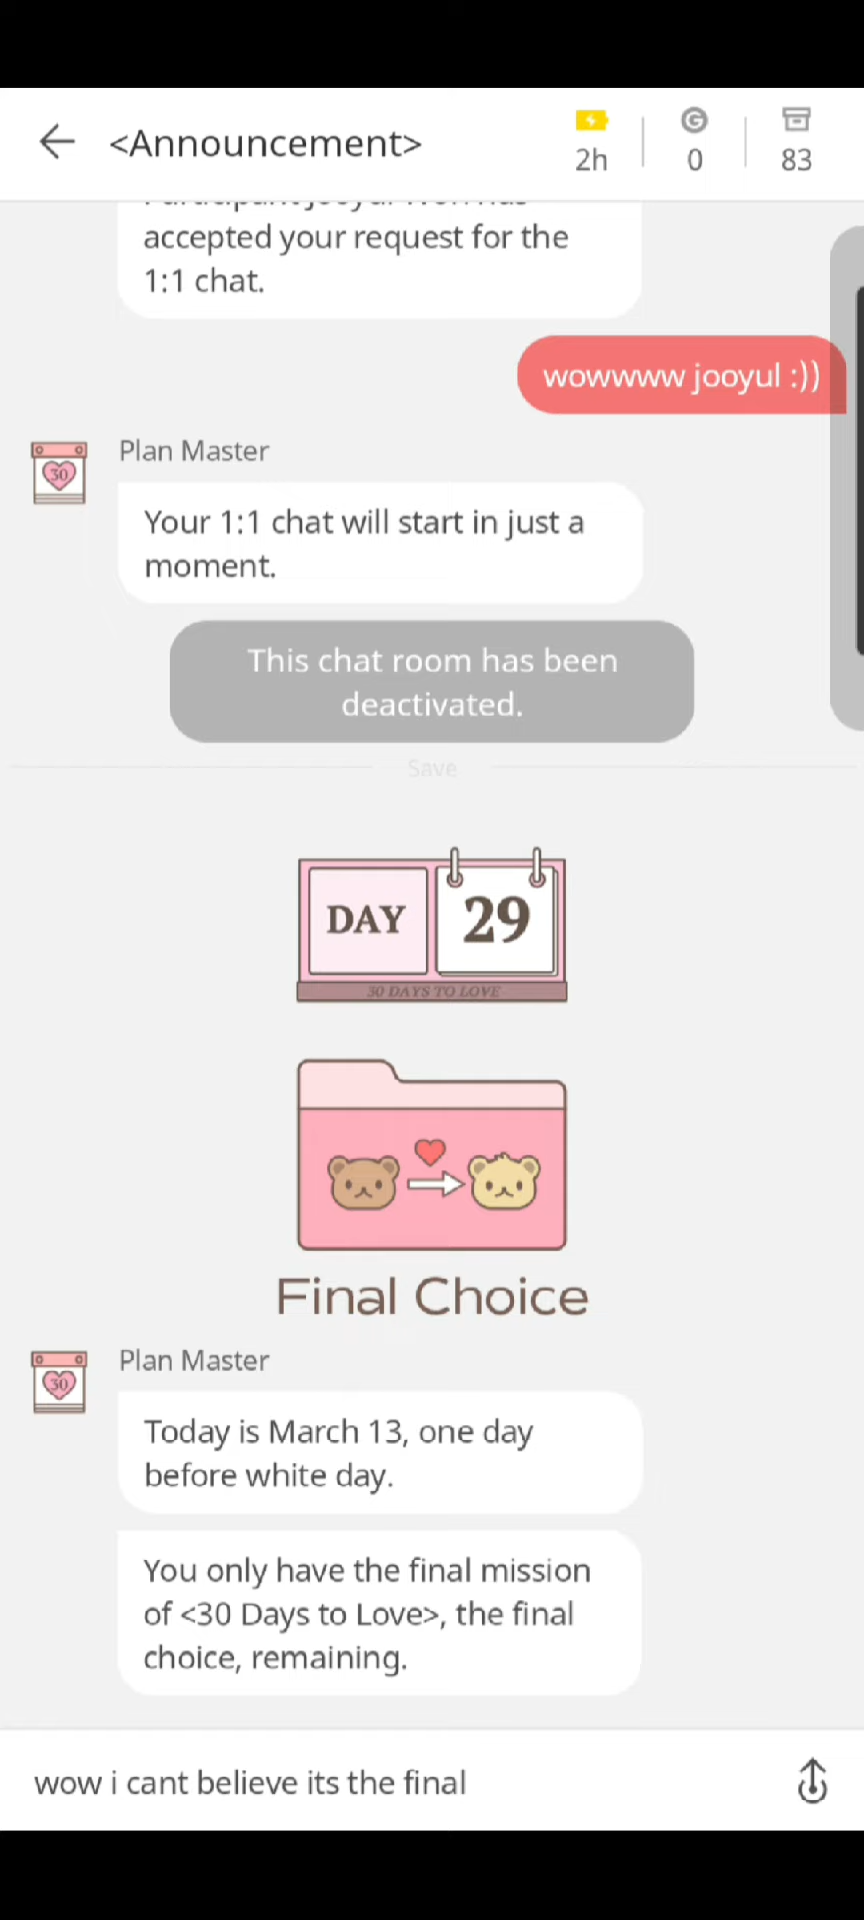 <Announcement>
2h
0
83
accepted your request for the
1:1 chat.
wowwww jooyul :))
Plan Master
30
Your 1:1 chat will start in just a
moment.
This chat room has been
deactivated.
Save
DAY
29
30 DAYS TO LOVE
Final Choice
Plan Master
30
Today is March 13, one day
before white day.
You only have the final mission
of <30 Days to Love>, the final
choice, remaining.
wow i cant believe its the final